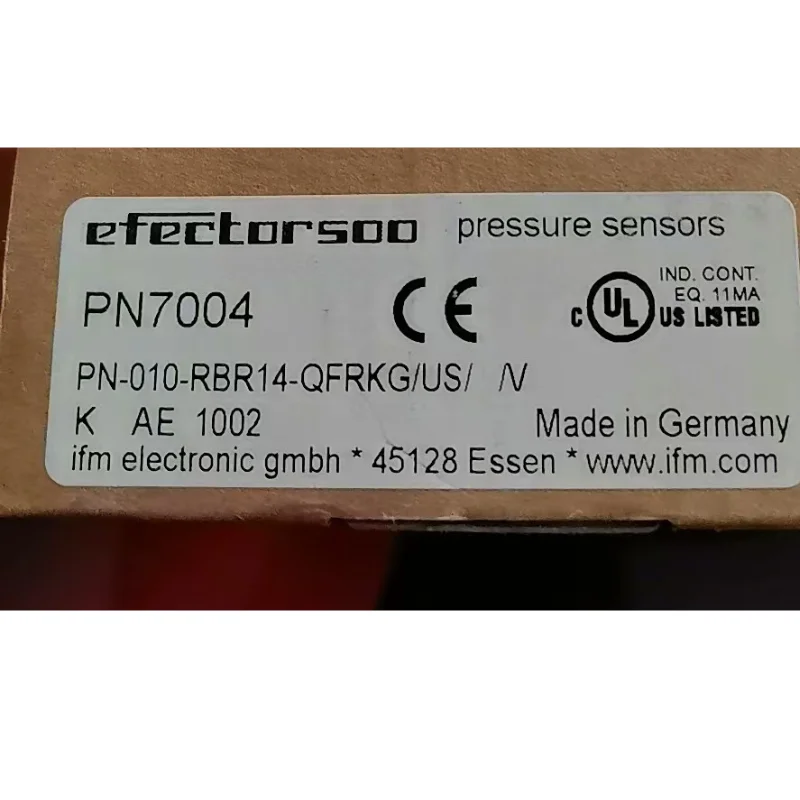 efector500 pressure sensors
PN7004
CE
IND. CONT.
EQ. 11MA
C UL US LISTED
PN-010-RBR14-QFRKG/US/ /V
K AE 1002
Made in Germany
ifm electronic gmbh * 45128 Essen * www.ifm.com